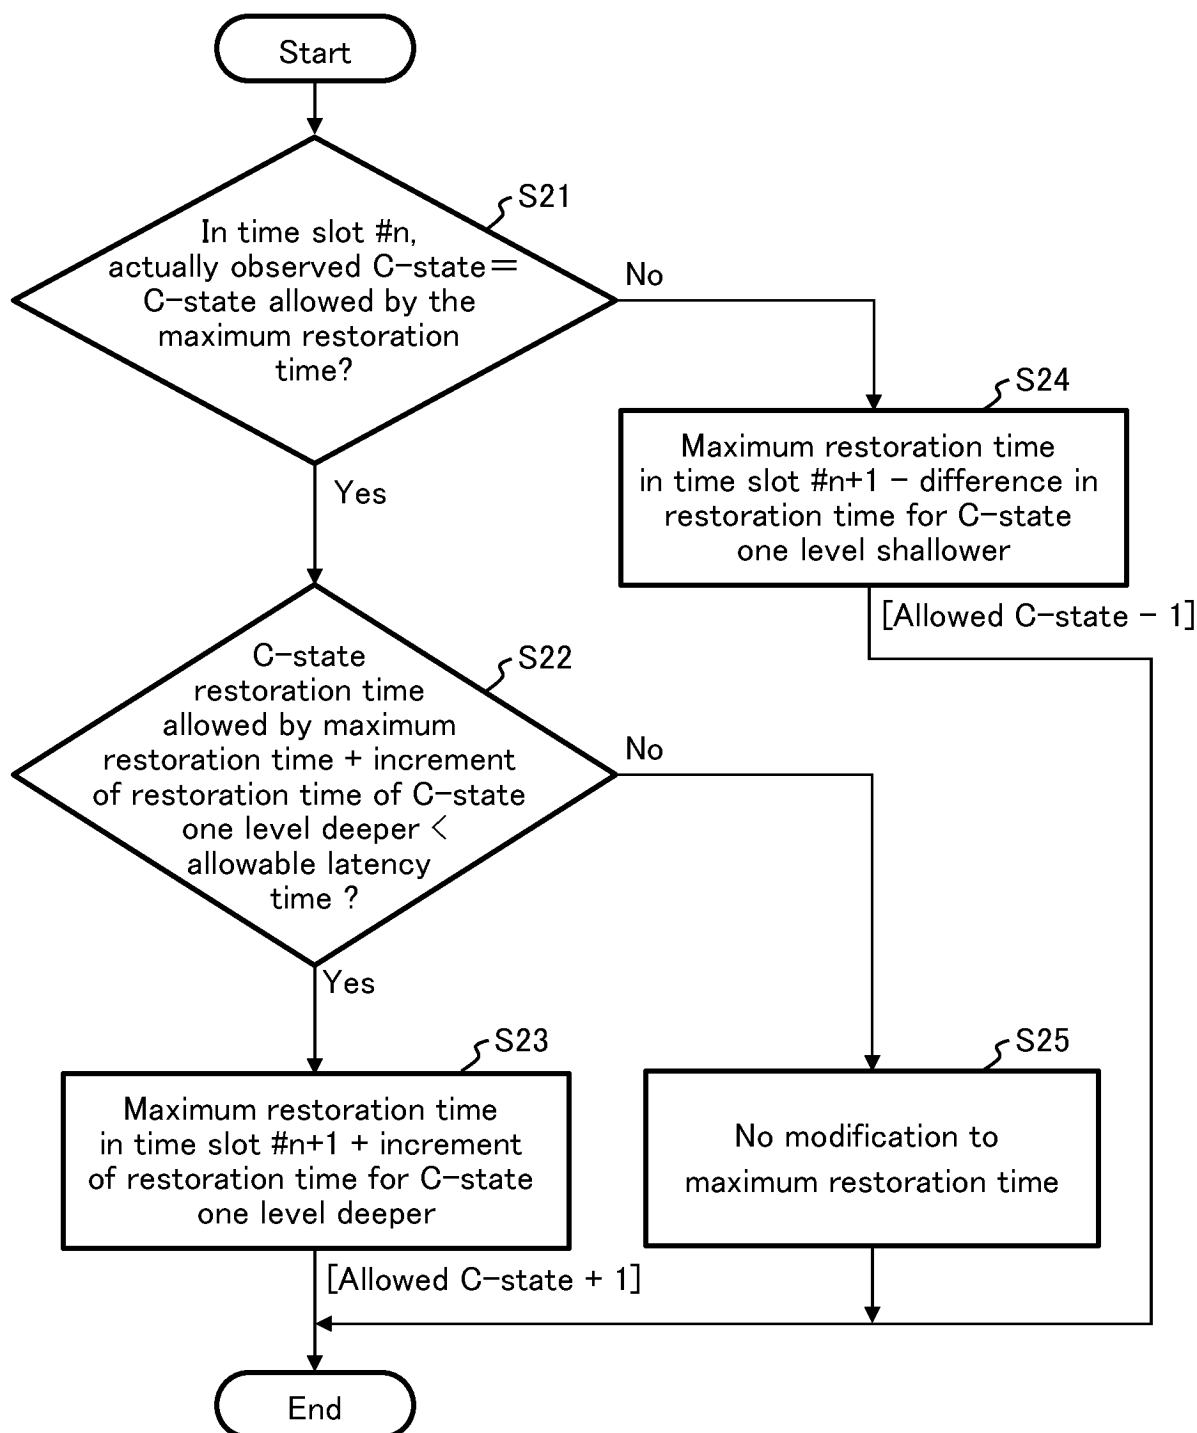 Start
S21
In time slot #n,
actually observed C-state=
C-state allowed by the
maximum restoration
time?
No
Yes
S24
Maximum restoration time
in time slot #n+1 - difference in
restoration time for C-state
one level shallower
[Allowed C-state - 1]
S22
C-state
restoration time
allowed by maximum
restoration time + increment
of restoration time of C-state
one level deeper <
allowable latency
time ?
No
Yes
S23
Maximum restoration time
in time slot #n+1 + increment
of restoration time for C-state
one level deeper
[Allowed C-state + 1]
S25
No modification to
maximum restoration time
End